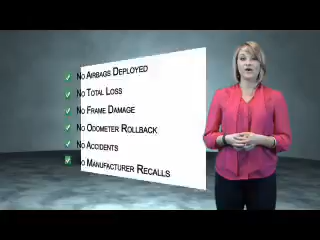 No Airbags Deployed
No Total Loss
No Frame Damage
No Odometer Rollback
No Accidents
No Manufacturer Recalls